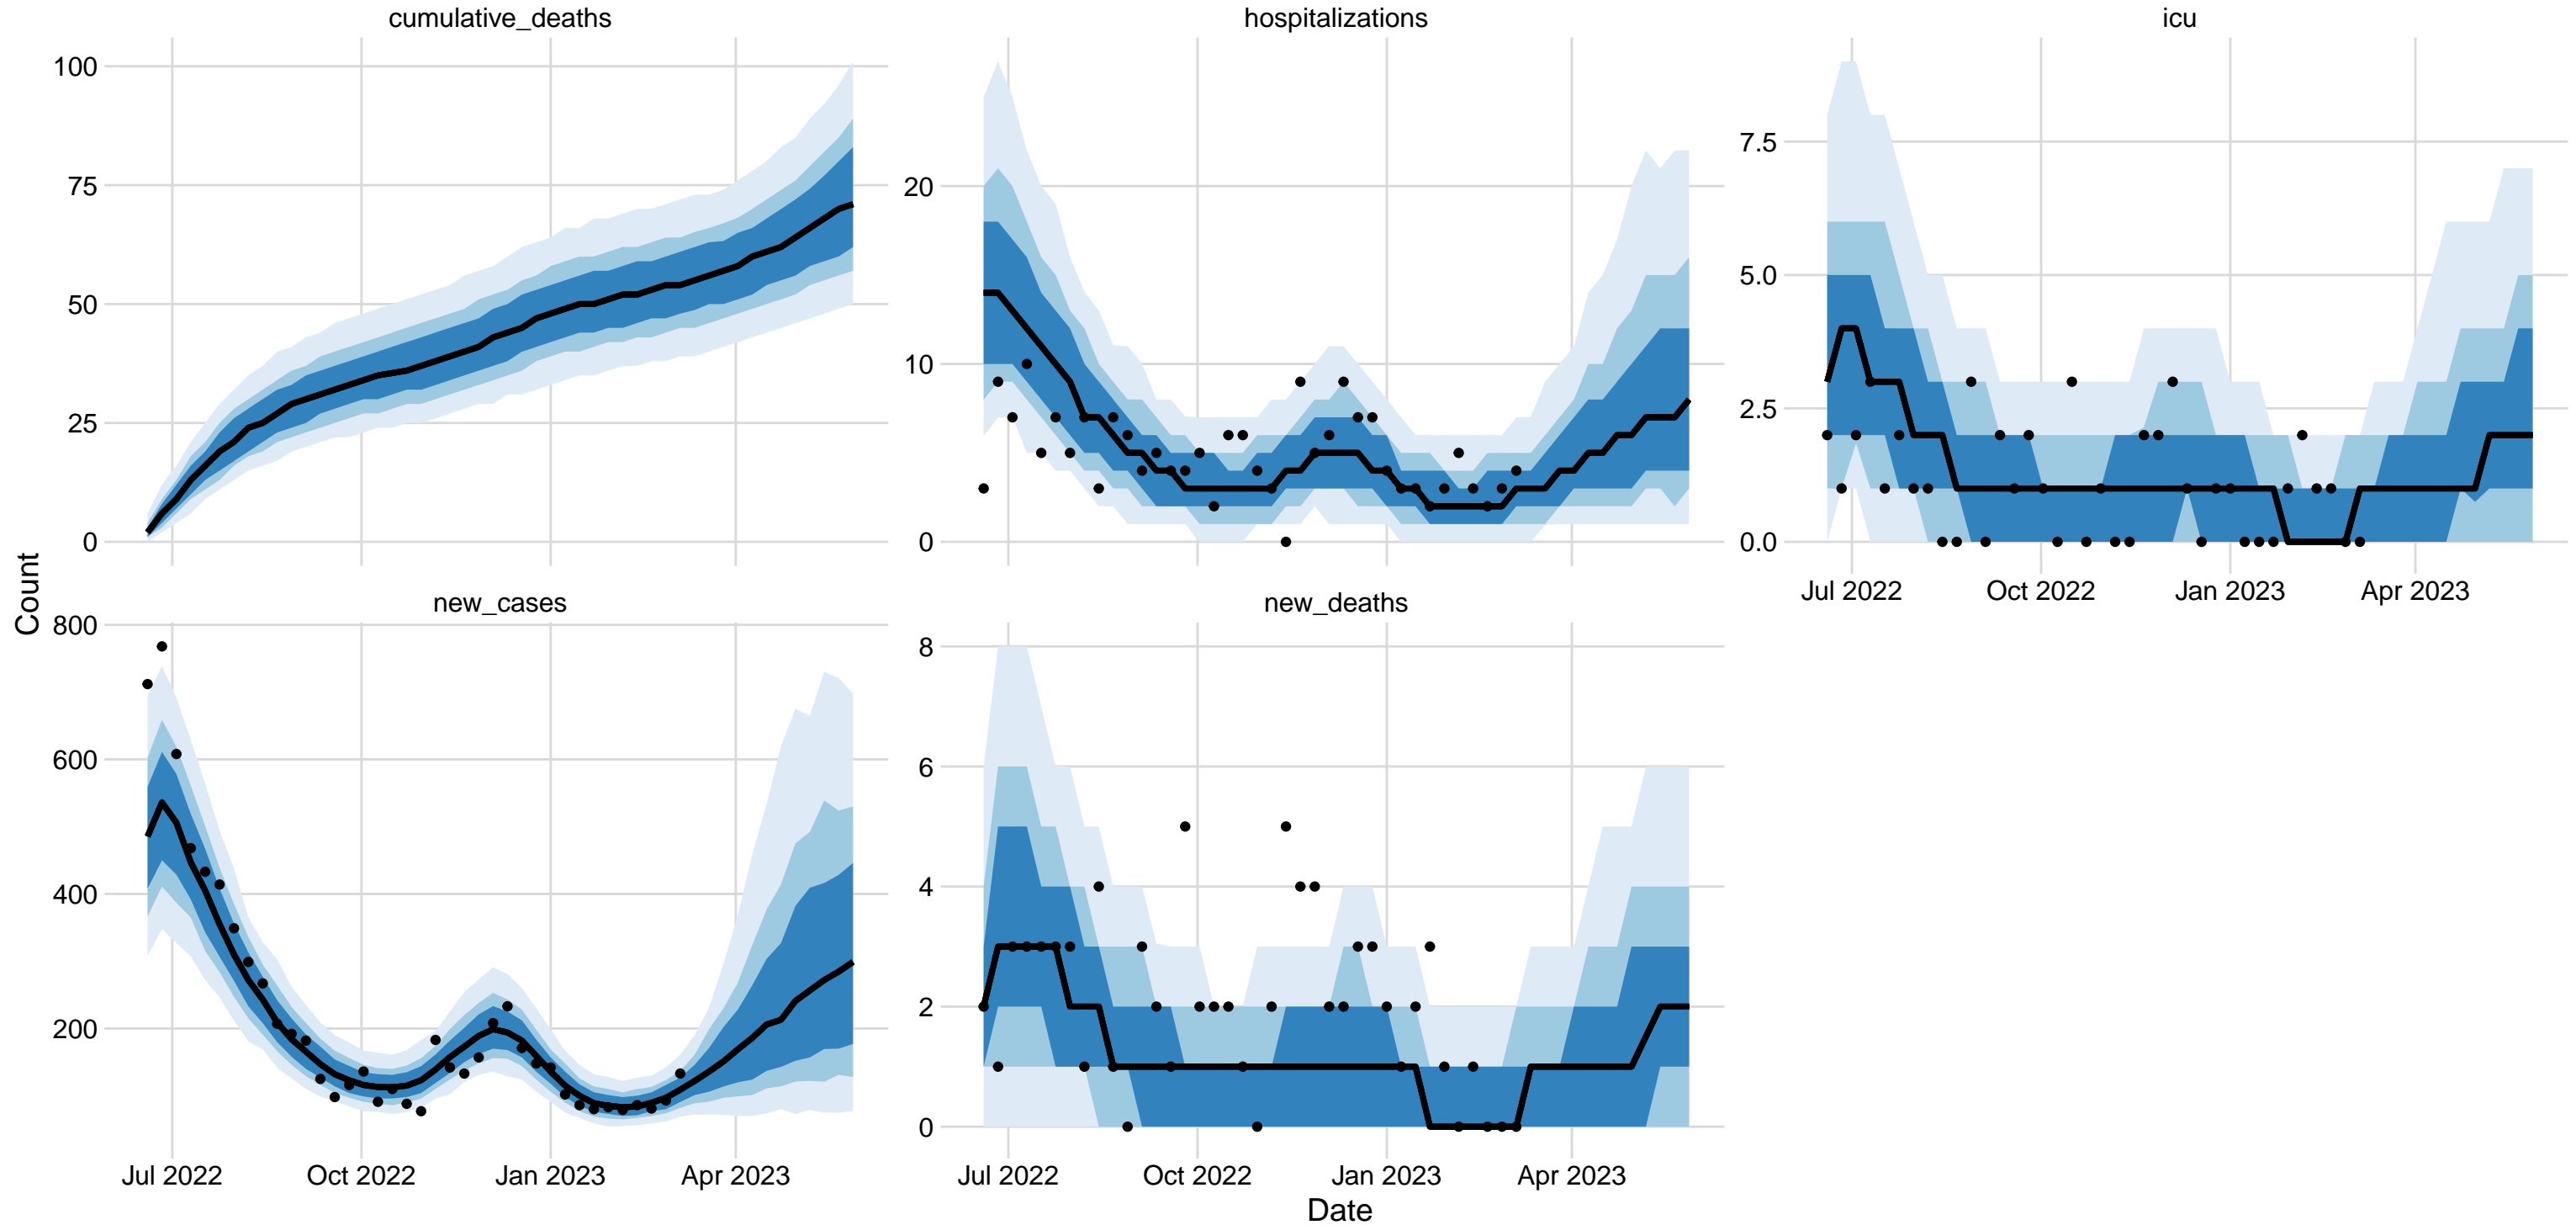 cumulative_deaths
hospitalizations
icu
100
75
50
25
0
20
10
0
7.5
5.0
2.5
0.0
Jul 2022 Oct 2022 Jan 2023 Apr 2023
Count
new_cases
new_deaths
800
600
400
200
8
6
4
2
0
Jul 2022 Oct 2022 Jan 2023 Apr 2023
Jul 2022 Oct 2022 Jan 2023 Apr 2023
Date